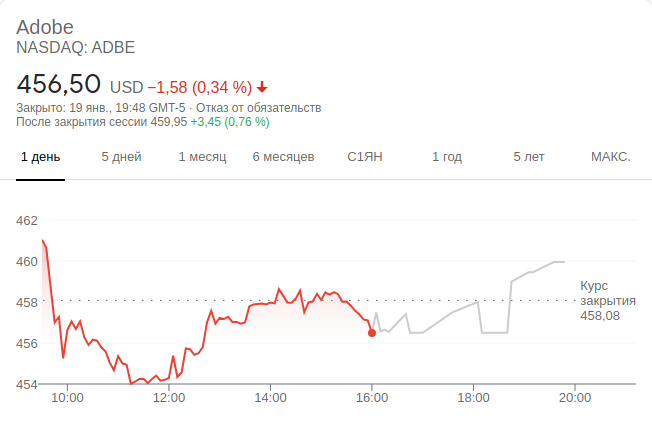 Adobe
NASDAQ: ADBE
456,50 USD −1,58 (0,34 %)
Закрыто: 19 янв., 19:48 GMT-5 · Отказ от обязательств
После закрытия сессии 459,95 +3,45 (0,76 %)
1 день 5 дней 1 месяц 6 месяцев С1ЯН 1 год 5 лет МАКС.
462
460
458
456
454
Курс
закрытия
458,08
10:00 12:00 14:00 16:00 18:00 20:00